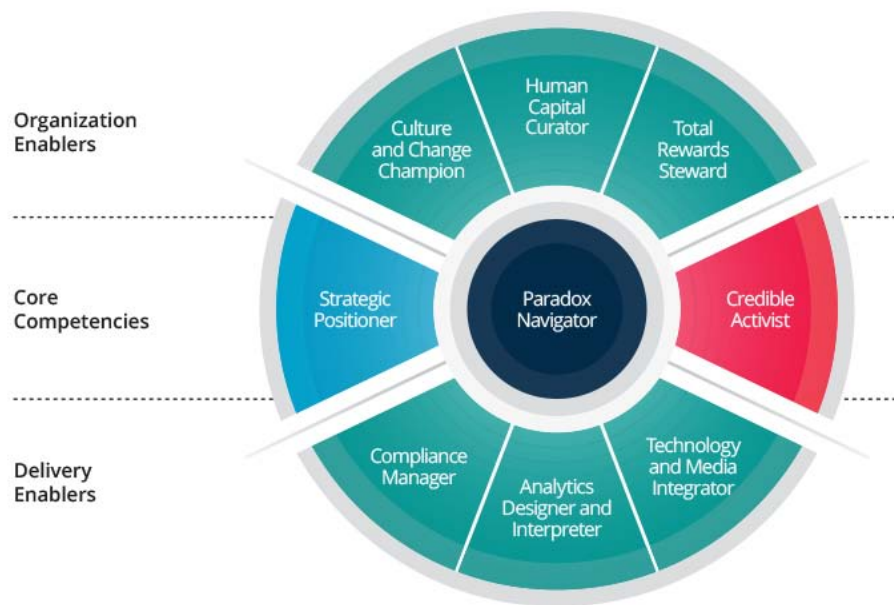 Organization
Enablers
Culture
and Change
Champion
Human
Capital
Curator
Total
Rewards
Steward
Core
Competencies
Strategic
Positioner
Paradox
Navigator
Credible
Activist
Delivery
Enablers
Compliance
Manager
Analytics
Designer and
Interpreter
Technology
and Media
Integrator